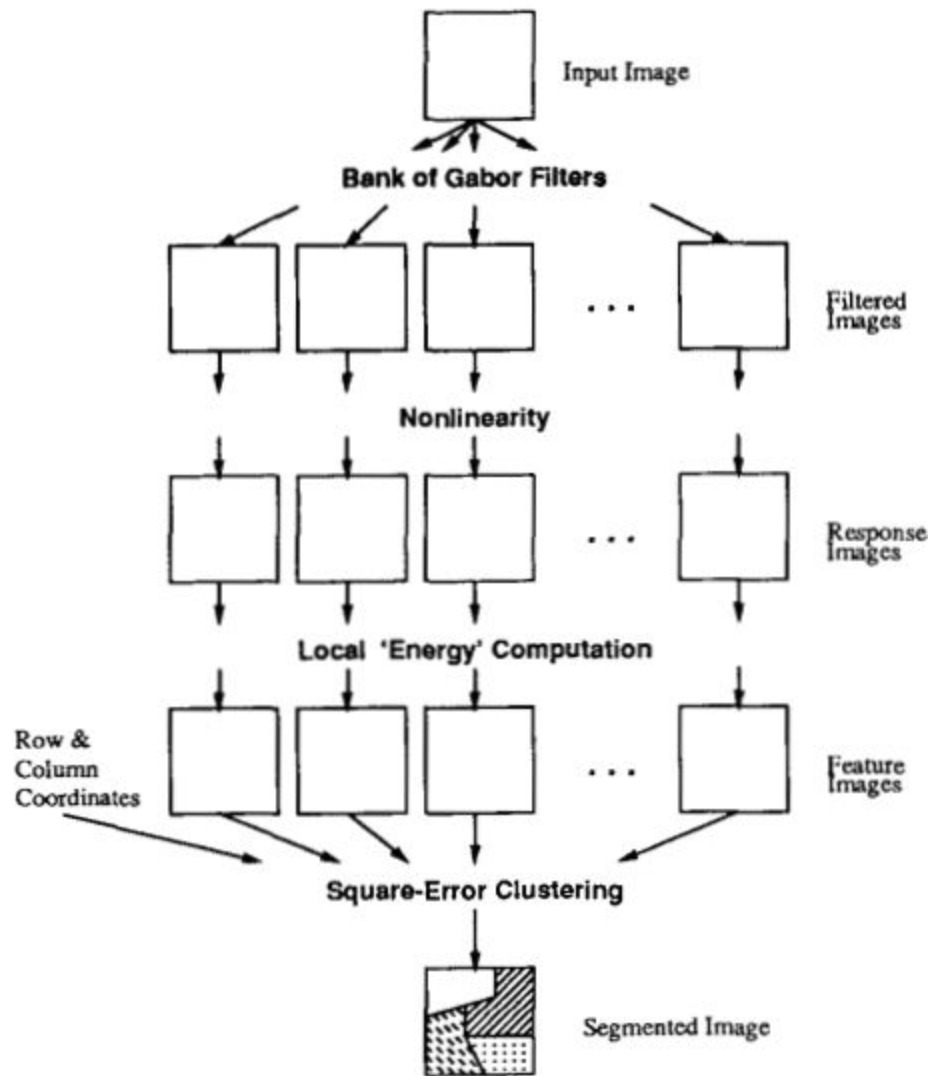 Input Image
Bank of Gabor Filters
. . .
Filtered
Images
Nonlinearity
. . .
Response
Images
Local 'Energy' Computation
Row &
Column
Coordinates
. . .
Feature
Images
Square-Error Clustering
Segmented Image